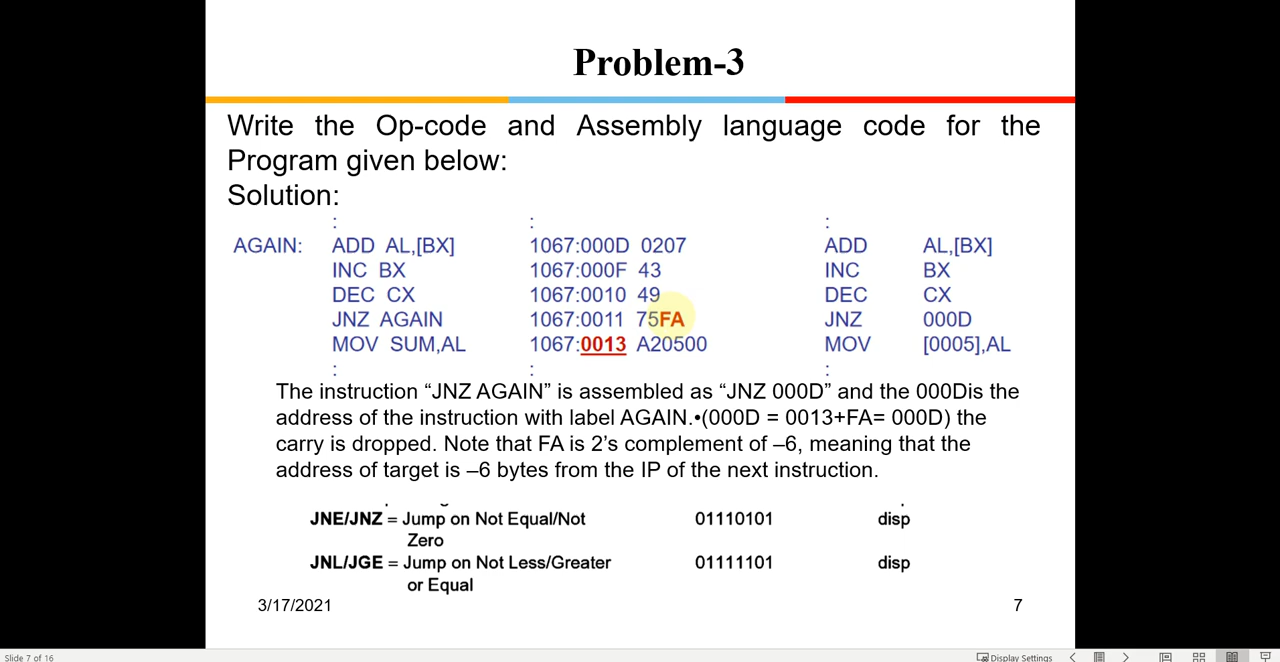 Problem-3
Write the Op-code and Assembly language code for the
Program given below:
Solution:
: : :
AGAIN: ADD AL,[BX] 1067:000D 0207 ADD AL,[BX]
INC BX 1067:000F 43 INC BX
DEC CX 1067:0010 49 DEC CX
JNZ AGAIN 1067:0011 75FA JNZ 000D
MOV SUM,AL 1067:0013 A20500 MOV [0005],AL
: : :
The instruction “JNZ AGAIN” is assembled as “JNZ 000D” and the 000Dis the
address of the instruction with label AGAIN.•(000D = 0013+FA= 000D) the
carry is dropped. Note that FA is 2’s complement of –6, meaning that the
address of target is –6 bytes from the IP of the next instruction.
JNE/JNZ = Jump on Not Equal/Not 01110101 disp
Zero
JNL/JGE = Jump on Not Less/Greater 01111101 disp
or Equal
3/17/2021 7
Slide 7 of 16 Display Settings